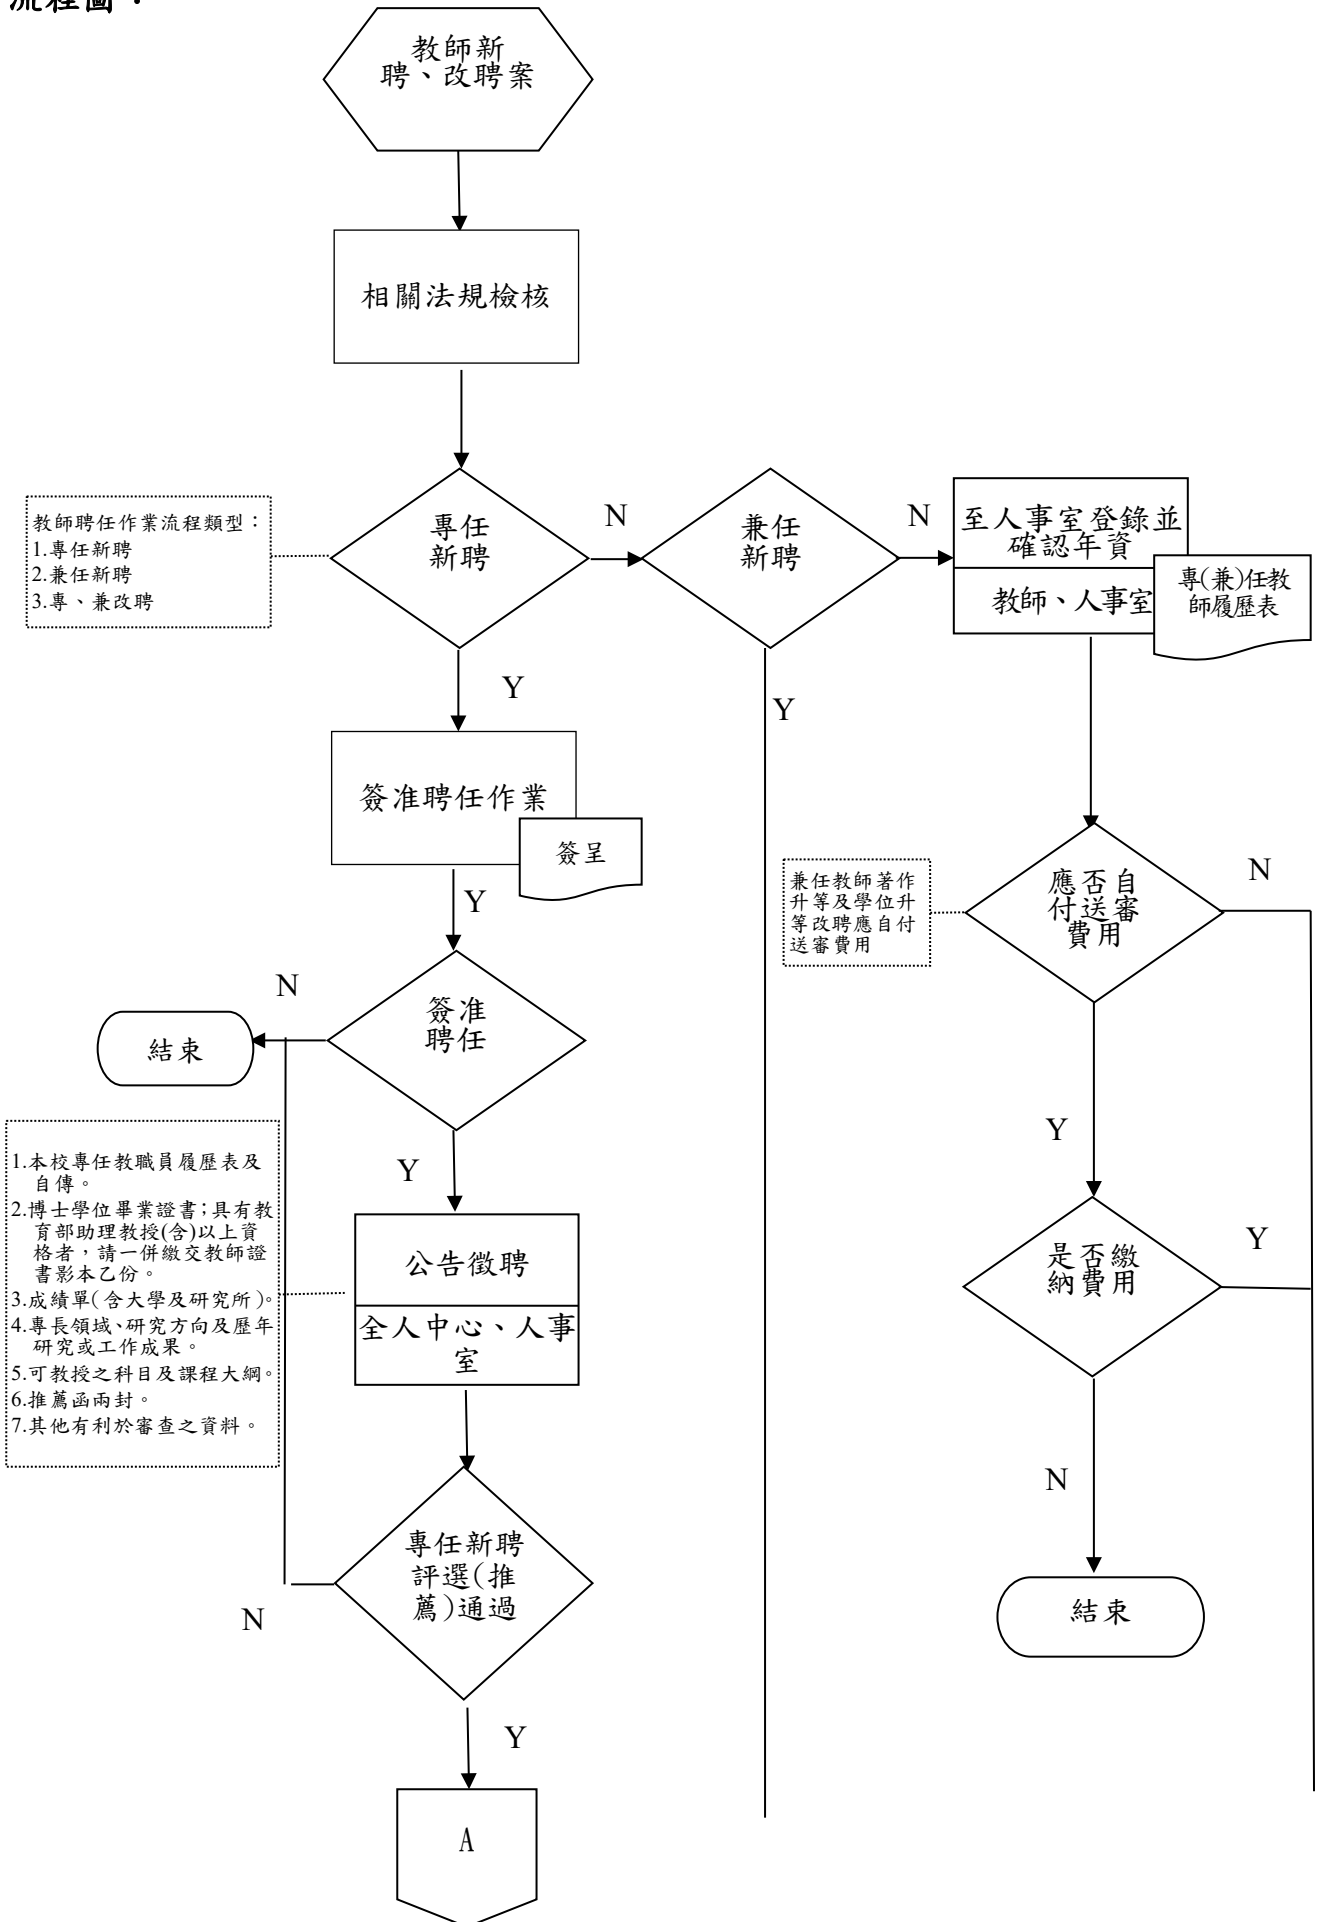 流程圖：
教師新
聘、改聘案
相關法規檢核
教師聘任作業流程類型：
1.專任新聘
2.兼任新聘
3.專、兼改聘
專任
新聘
N
兼任
新聘
N
至人事室登錄並
確認年資
教師、人事室
專(兼)任教
師履歷表
Y
Y
簽准聘任作業
簽呈
Y
兼任教師著作
升等及學位升
等改聘應自付
送審費用
應否自
付送審
費用
N
N
簽准
聘任
結束
Y
Y
1.本校專任教職員履歷表及
自傳。
2.博士學位畢業證書；具有教
育部助理教授(含)以上資
格者，請一併繳交教師證
書影本乙份。
3.成績單(含大學及研究所)。
4.專長領域、研究方向及歷年
研究或工作成果。
5.可教授之科目及課程大綱。
6.推薦函兩封。
7.其他有利於審查之資料。
公告徵聘
全人中心、人事
室
是否繳
納費用
Y
N
專任新聘
評選(推
薦)通過
N
結束
Y
A